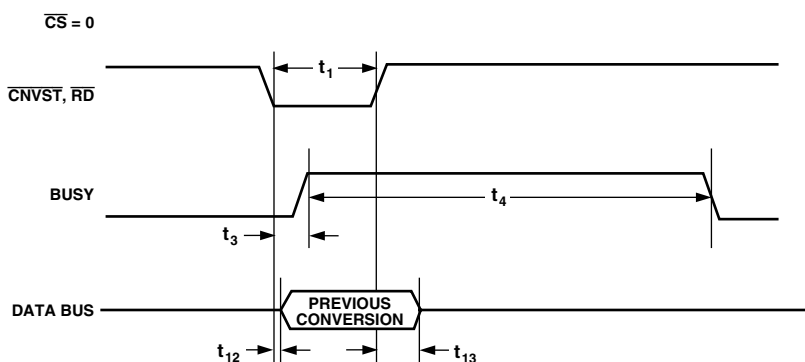 CS = 0
t1
CNVST, RD
BUSY
t4
t3
DATA BUS
PREVIOUS
CONVERSION
t12
t13